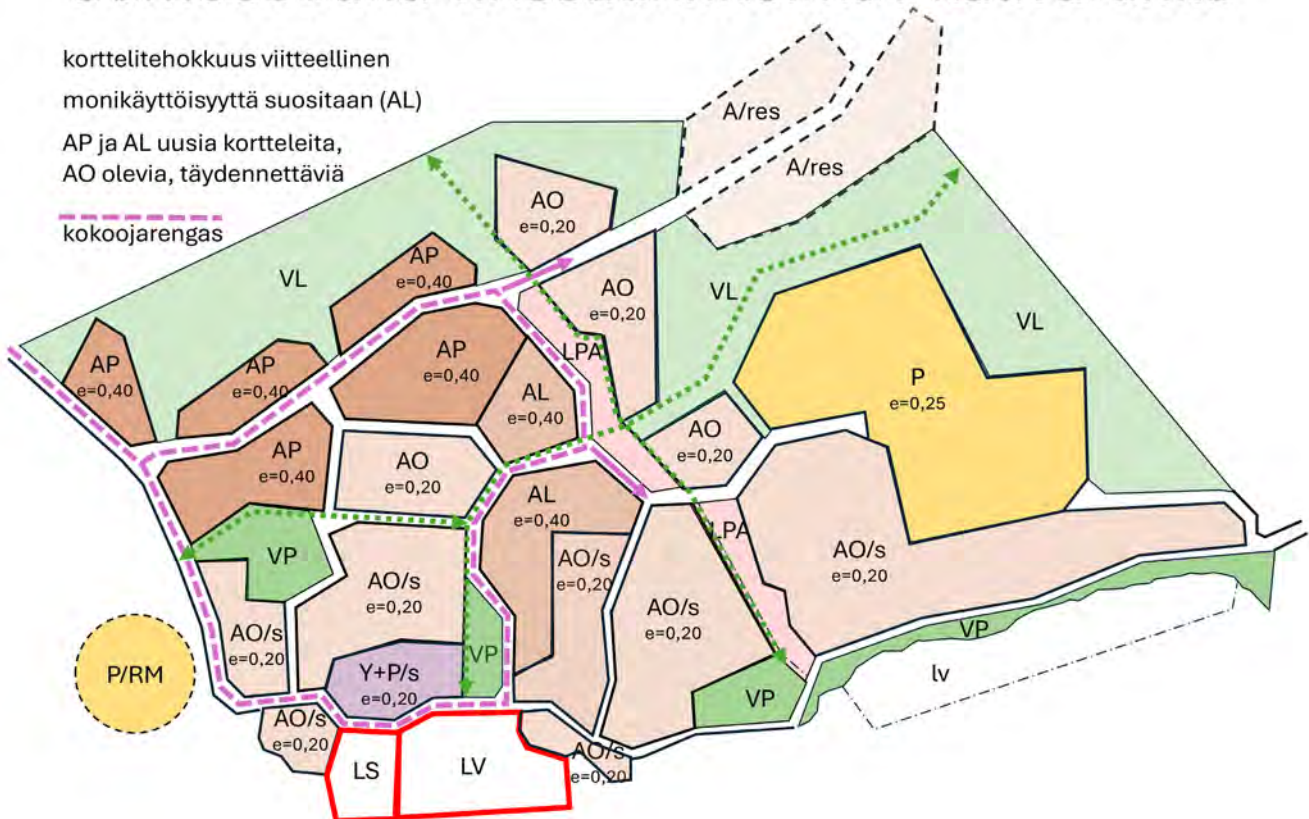 korttelitehokkuus viitteellinen
monikäyttöisyyttä suositaan (AL)
AP ja AL uusia kortteleita,
AO olevia, täydennettäviä
kokoojarengas
A/res
A/res
AO
e=0,20
VL
AP
e=0,40
AO
e=0,20
VL
VL
AP
e=0,40
AP
e=0,40
AP
e=0,40
LPA
AL
e=0,40
P
e=0,25
AP
e=0,40
AO
e=0,20
AO
e=0,20
AL
e=0,40
VP
AO/s
e=0,20
AO/s
e=0,20
LPA
AO/s
e=0,20
AO/s
e=0,20
AO/s
e=0,20
VP
P/RM
Y+P/s
e=0,20
VP
VP
lv
AO/s
e=0,20
LS
LV
AO/s
e=0,20